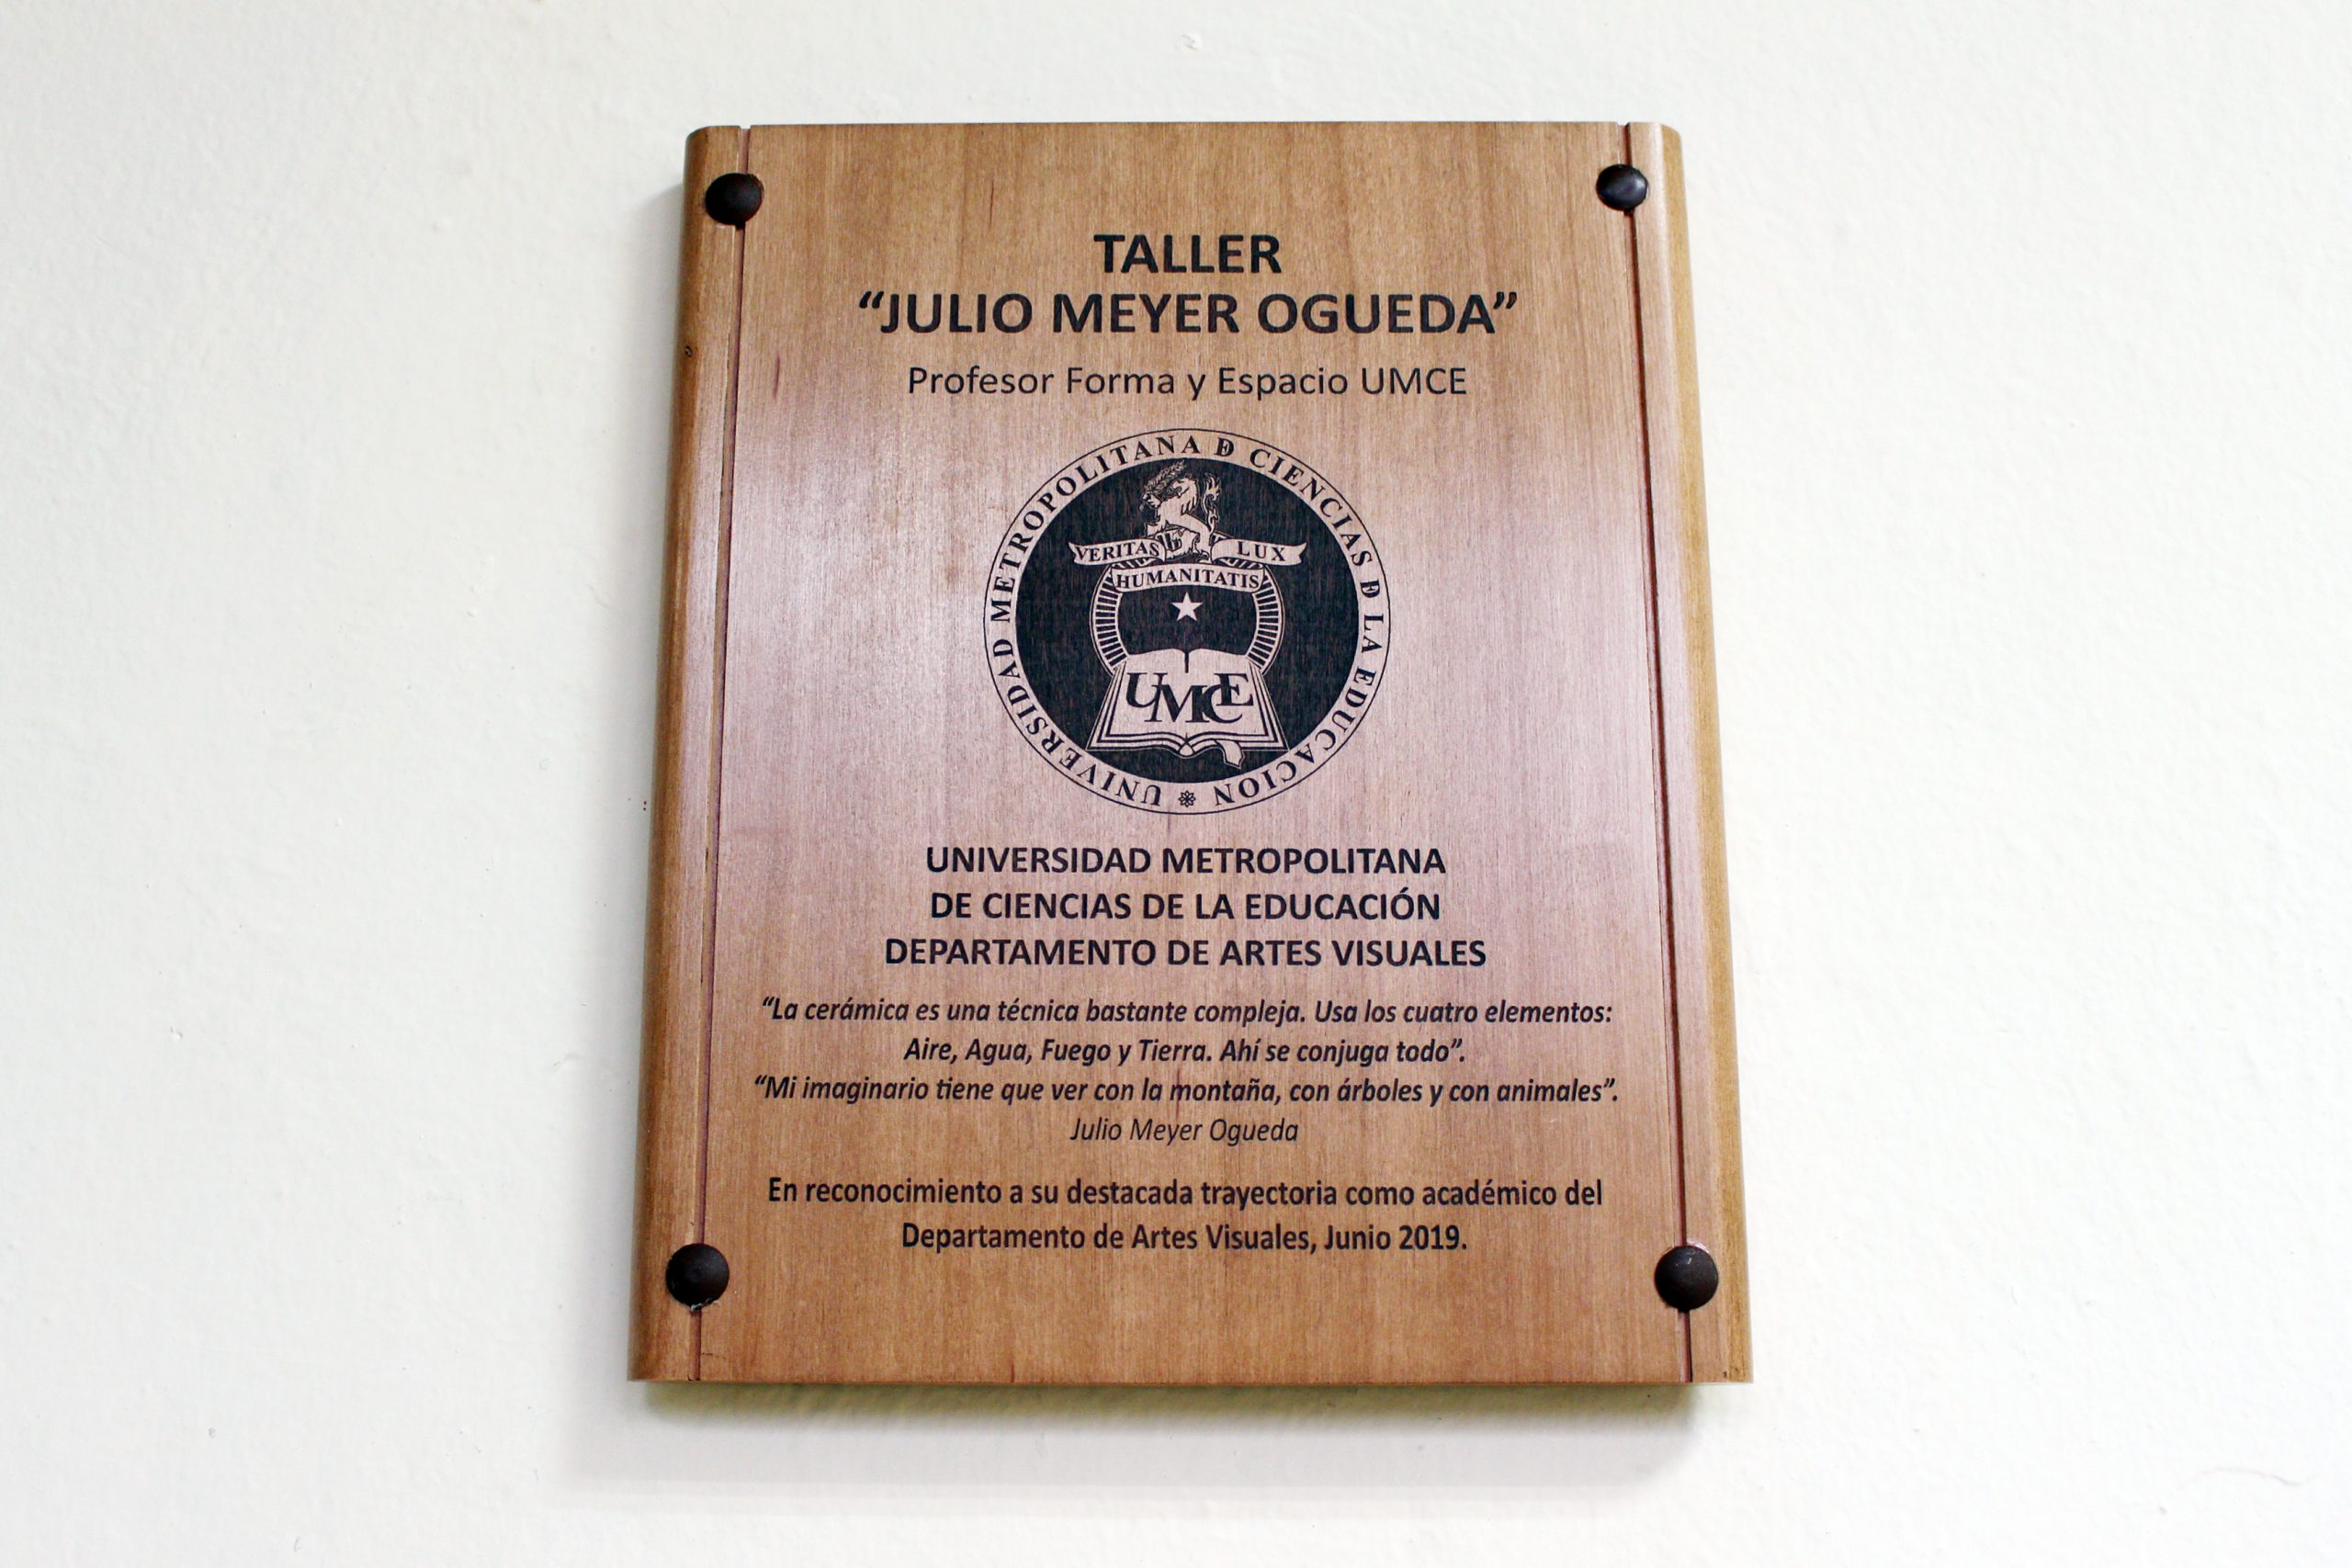 TALLER
“JULIO MEYER OGUEDA”
Profesor Forma y Espacio UMCE
UNIVERSIDAD METROPOLITANA D CIENCIAS D LA EDUCACION
VERITAS LUX
HUMANITATIS
UMCE
UNIVERSIDAD METROPOLITANA
DE CIENCIAS DE LA EDUCACIÓN
DEPARTAMENTO DE ARTES VISUALES
“La cerámica es una técnica bastante compleja. Usa los cuatro elementos:
Aire, Agua, Fuego y Tierra. Ahí se conjuga todo”.
“Mi imaginario tiene que ver con la montaña, con árboles y con animales”.
Julio Meyer Ogueda
En reconocimiento a su destacada trayectoria como académico del
Departamento de Artes Visuales, Junio 2019.